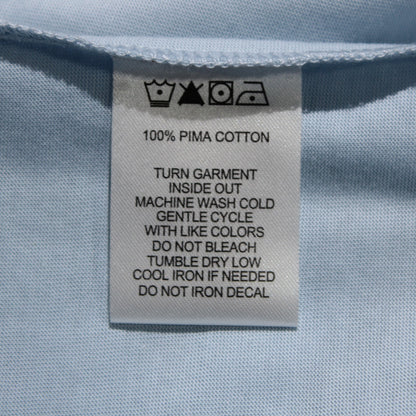 100% PIMA COTTON
TURN GARMENT
INSIDE OUT
MACHINE WASH COLD
GENTLE CYCLE
WITH LIKE COLORS
DO NOT BLEACH
TUMBLE DRY LOW
COOL IRON IF NEEDED
DO NOT IRON DECAL